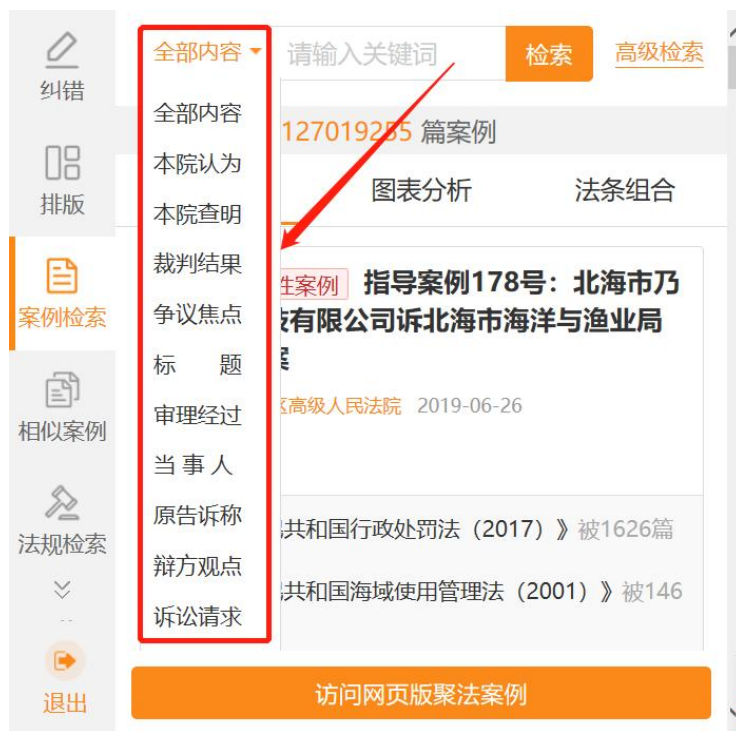 纠错
排版
案例检索
相似案例
法规检索
退出
全部内容 请输入关键词 检索 高级检索
全部内容
本院认为
本院查明
裁判结果
争议焦点
标 题
审理经过
当事人
原告诉称
辩方观点
诉讼请求
127019255 篇案例
图表分析 法条组合
性案例 指导案例178号:北海市乃
有限公司诉北海市海洋与渔业局
案
区高级人民法院 2019-06-26
共和国行政处罚法(2017)》被1626篇
共和国海域使用管理法(2001)》被146
访问网页版聚法案例